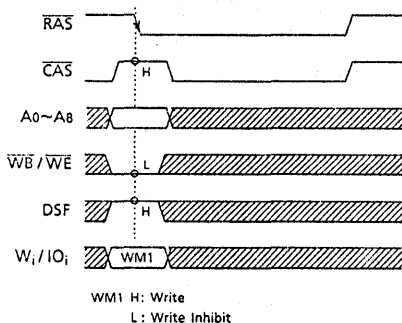 RAS
CAS
H
A0~A8
WB/WE
L
DSF
H
Wi/IOi
WM1
WM1 H: Write
L: Write Inhibit